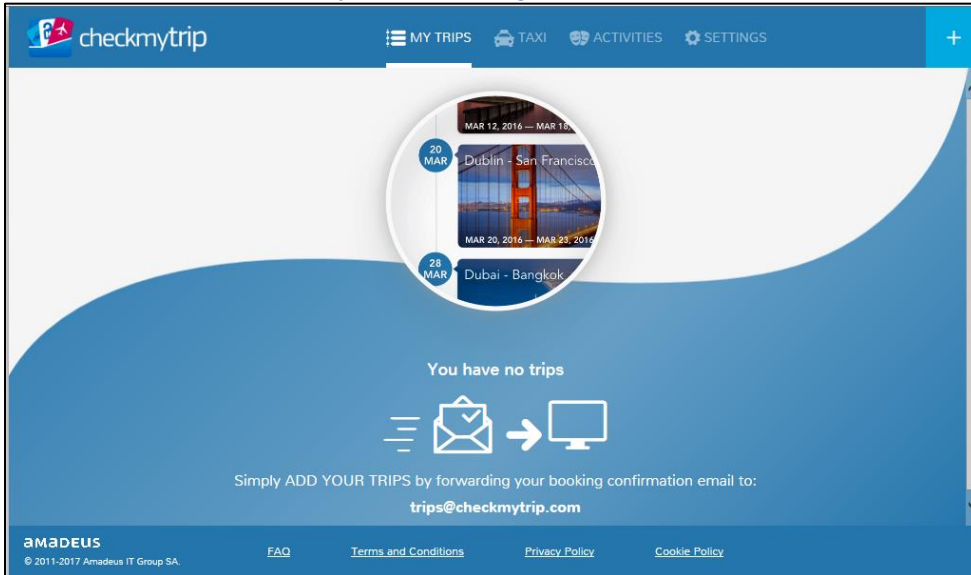 checkmytrip
MY TRIPS
TAXI
ACTIVITIES
SETTINGS
+
MAR 12, 2016 — MAR 18,
20
MAR
Dublin - San Francisco
MAR 20, 2016 — MAR 23, 2016
28
MAR
Dubai - Bangkok
You have no trips
Simply ADD YOUR TRIPS by forwarding your booking confirmation email to:
trips@checkmytrip.com
amadeus
© 2011-2017 Amadeus IT Group SA.
FAQ
Terms and Conditions
Privacy Policy
Cookie Policy